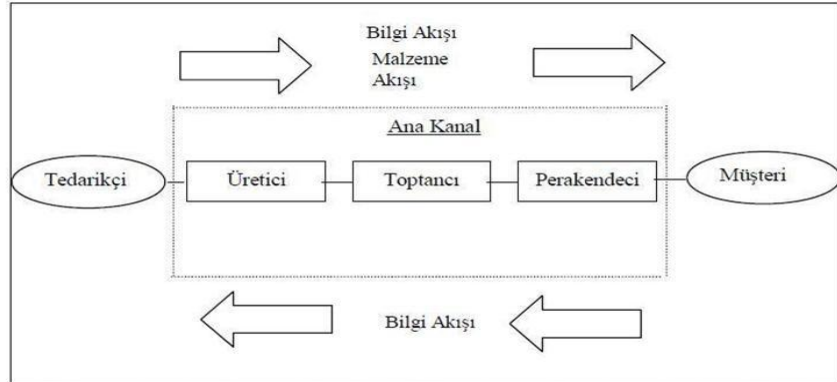 Bilgi Akışı
Malzeme
Akışı
Ana Kanal
Tedarikçi
Üretici
Toptancı
Perakendeci
Müşteri
Bilgi Akışı